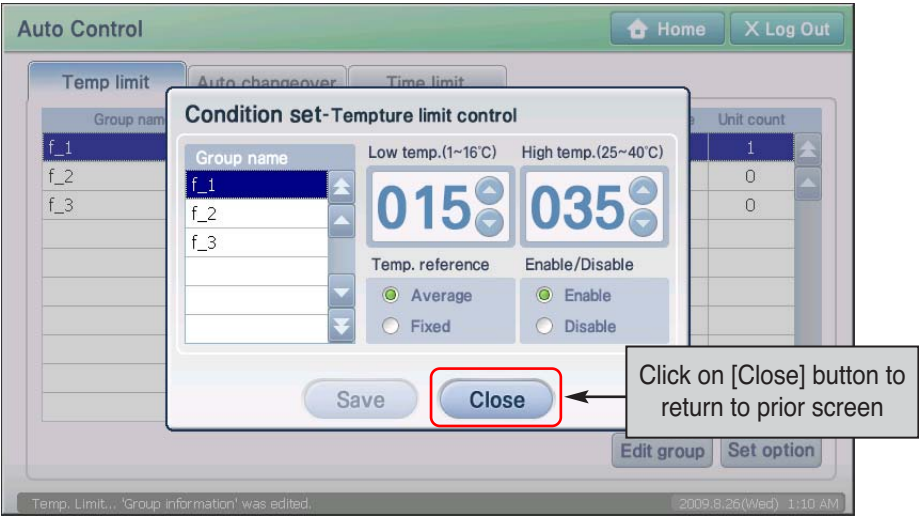 Auto Control
Home
X Log Out
Temp limit
Auto changeover
Time limit
Group nam
Unit count
f_1
1
f_2
0
f_3
0
Condition set-Tempture limit control
Group name
f_1
f_2
f_3
Low temp.(1~16℃)
High temp.(25~40℃)
015
035
Temp. reference
Enable/Disable
Average
Enable
Fixed
Disable
Save
Close
Click on [Close] button to
return to prior screen
Edit group
Set option
Temp. Limit... 'Group information' was edited.
2009.8.26(Wed) 1:10 AM